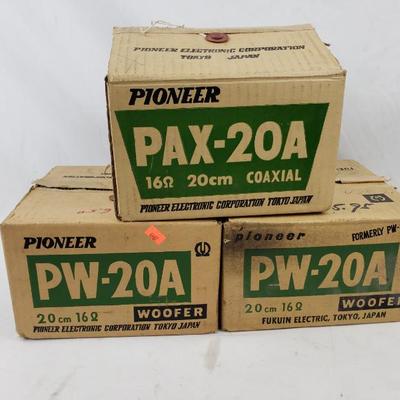 PIONEER ELECTRONIC CORPORATION
TOKYO JAPAN
PIONEER
PAX-20A
16Ω 20cm COAXIAL
PIONEER ELECTRONIC CORPORATION TOKYO JAPAN
PIONEER
PW-20A
20cm 16Ω WOOFER
PIONEER ELECTRONIC CORPORATION TOKYO JAPAN
pioneer FORMERLY PW-
PW-20A
20cm 16Ω WOOFER
FUKUIN ELECTRIC, TOKYO, JAPAN